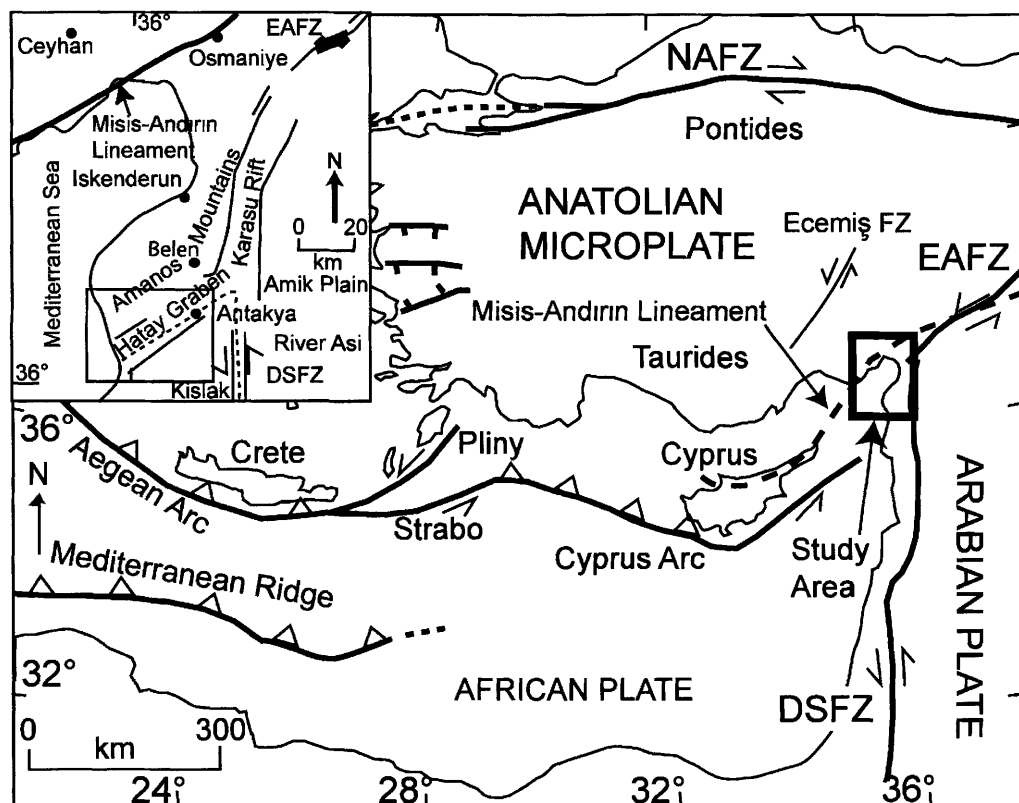 36°
Ceyhan
Osmaniye
EAFZ
Misis-Andırın
Lineament
Iskenderun
Mediterranean Sea
Amanos Mountains
Karasu Rift
N
0 20
km
Belen
Amik Plain
Hatay Graben
Antakya
River Asi
DSFZ
36°
Kislak
NAFZ
Pontides
ANATOLIAN
MICROPLATE
Ecemiş FZ
EAFZ
Misis-Andırın Lineament
Taurides
36°
Aegean Arc
Crete
Pliny
Strabo
Cyprus
Cyprus Arc
Study
Area
ARABIAN PLATE
N
Mediterranean Ridge
32°
AFRICAN PLATE
DSFZ
0 300
km
24° 28° 32° 36°